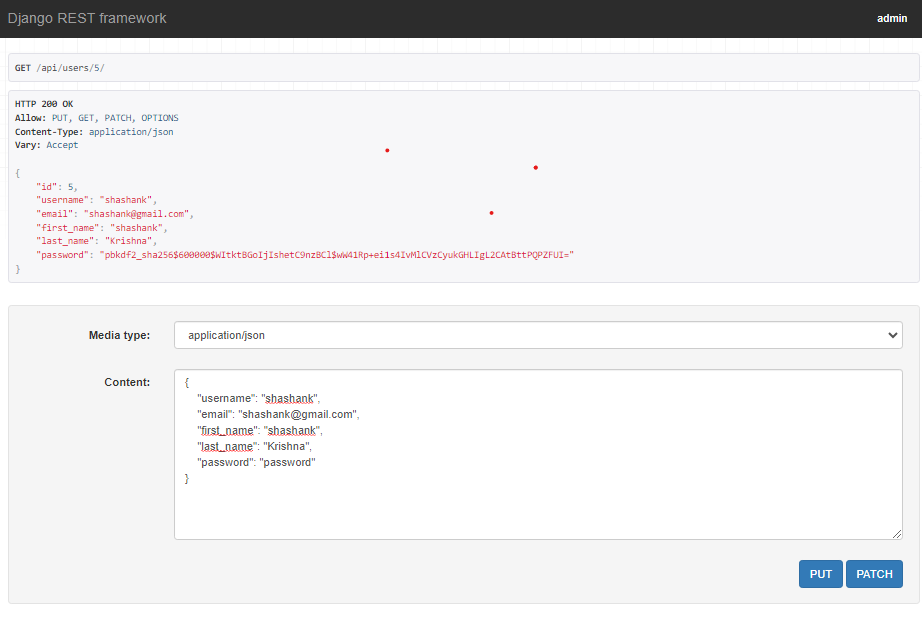 Django REST framework
admin
GET /api/users/5/
HTTP 200 OK
Allow: PUT, GET, PATCH, OPTIONS
Content-Type: application/json
Vary: Accept
{
"id": 5,
"username": "shashank",
"email": "shashank@gmail.com",
"first_name": "shashank",
"last_name": "Krishna",
"password": "pbkdf2_sha256$600000$WItktBGoIjIshetC9nzBCl$wW41Rp+ei1s4IvMlCVzCyukGHLIgL2CAtBttPQPZFUI="
}
Media type:
application/json
Content:
{
"username": "shashank",
"email": "shashank@gmail.com",
"first_name": "shashank",
"last_name": "Krishna",
"password": "password"
}
PUT
PATCH